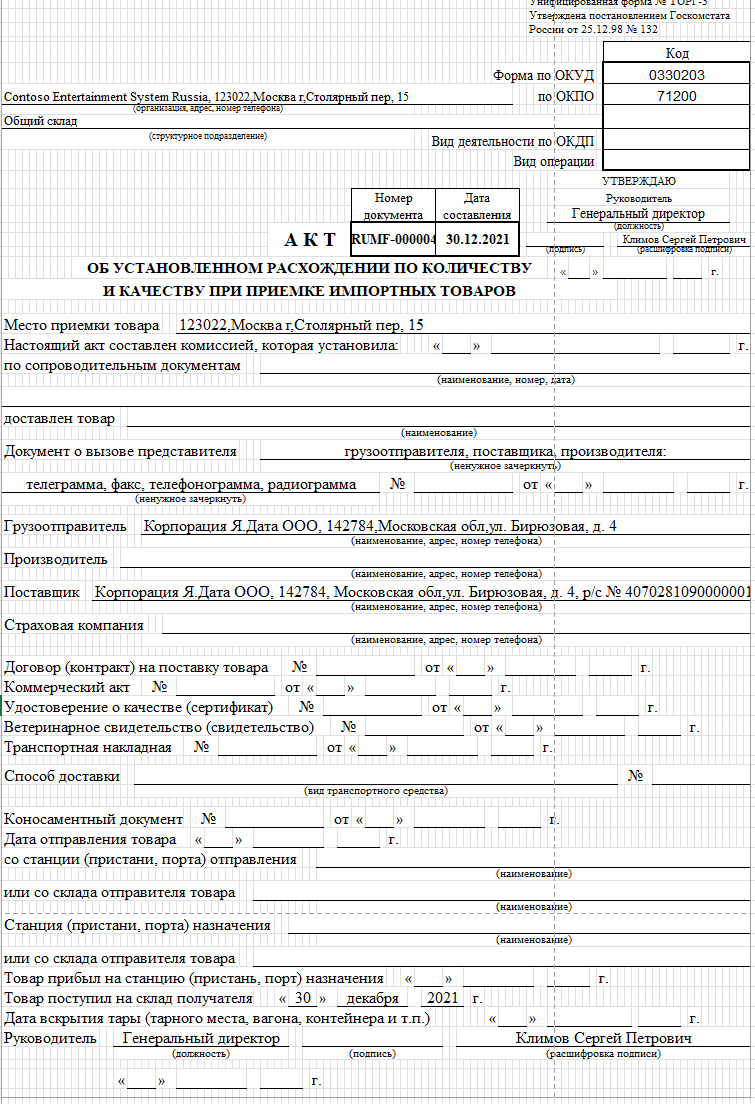 Унифицированная форма № ТОРГ-3
Утверждена постановлением Госкомстата
России от 25.12.98 № 132
Код
Форма по ОКУД 0330203
Contoso Entertainment System Russia, 123022,Москва г,Столярный пер, 15 по ОКПО 71200
(организация, адрес, номер телефона)
Общий склад
(структурное подразделение)
Вид деятельности по ОКДП
Вид операции
УТВЕРЖДАЮ
Номер документа Дата составления
Руководитель
Генеральный директор
(должность)
АКТ RUMF-000004 30.12.2021
Климов Сергей Петрович
(подпись) (расшифровка подписи)
ОБ УСТАНОВЛЕННОМ РАСХОЖДЕНИИ ПО КОЛИЧЕСТВУ
« » г.
И КАЧЕСТВУ ПРИ ПРИЕМКЕ ИМПОРТНЫХ ТОВАРОВ
Место приемки товара 123022,Москва г,Столярный пер, 15
Настоящий акт составлен комиссией, которая установила: « » г.
по сопроводительным документам
(наименование, номер, дата)
доставлен товар
(наименование)
Документ о вызове представителя грузоотправителя, поставщика, производителя:
(ненужное зачеркнуть)
телеграмма, факс, телефонограмма, радиограмма № от « » г.
(ненужное зачеркнуть)
Грузоотправитель Корпорация Я.Дата ООО, 142784,Московская обл,ул. Бирюзовая, д. 4
(наименование, адрес, номер телефона)
Производитель
(наименование, адрес, номер телефона)
Поставщик Корпорация Я.Дата ООО, 142784, Московская обл,ул. Бирюзовая, д. 4, р/с № 4070281090000001
(наименование, адрес, номер телефона)
Страховая компания
(наименование, адрес, номер телефона)
Договор (контракт) на поставку товара № от « » г.
Коммерческий акт № от « » г.
Удостоверение о качестве (сертификат) № от « » г.
Ветеринарное свидетельство (свидетельство) № от « » г.
Транспортная накладная № от « » г.
Способ доставки №
(вид транспортного средства)
Коносаментный документ № от « » г.
Дата отправления товара « » г.
со станции (пристани, порта) отправления
(наименование)
или со склада отправителя товара
(наименование)
Станция (пристани, порта) назначения
(наименование)
или со склада отправителя товара
Товар прибыл на станцию (пристань, порт) назначения « » г.
Товар поступил на склад получателя « 30 » декабря 2021 г.
Дата вскрытия тары (тарного места, вагона, контейнера и т.п.) « » г.
Руководитель Генеральный директор Климов Сергей Петрович
(должность) (подпись) (расшифровка подписи)
« » г.